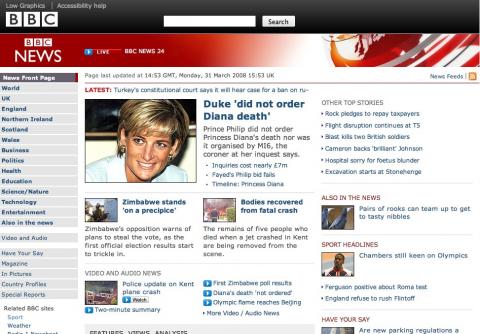 Low Graphics | Accessibility help
BBC
Search
BBC
NEWS
LIVE BBC NEWS 24
News Front Page
World
UK
England
Northern Ireland
Scotland
Wales
Business
Politics
Health
Education
Science/Nature
Technology
Entertainment
Also in the news
Video and Audio
Have Your Say
Magazine
In Pictures
Country Profiles
Special Reports
Related BBC sites
Sport
Weather
Page last updated at 14:53 GMT, Monday, 31 March 2008 15:53 UK
News Feeds
LATEST: Turkey's constitutional court says it will hear case for a ban on ru-
Duke 'did not order
Diana death'
Prince Philip did not order
Princess Diana's death nor was
it organised by MI6, the
coroner at her inquest says.
Inquiries cost nearly £7m
Fayed's Philip bid fails
Timeline: Princess Diana
Zimbabwe stands
'on a precipice'
Zimbabwe's opposition warns of
plans to steal the vote, as the
first official election results start
to trickle in.
Bodies recovered
from fatal crash
The remains of five people who
died when a jet crashed in Kent
are being removed from the
scene.
VIDEO AND AUDIO NEWS
Police update on Kent
plane crash
Watch
Two-minute summary
First Zimbabwe poll results
Diana's death 'not ordered'
Olympic flame reaches Beijing
More Video / Audio News
FEATURES, VIEWS, ANALYSIS
OTHER TOP STORIES
Rock pledges to repay taxpayers
Flight disruption continues at T5
Blast kills two British soldiers
Cameron backs 'brilliant' Johnson
Hospital sorry for foetus blunder
Excavation starts at Stonehenge
ALSO IN THE NEWS
Pairs of rooks can team up to get
to tasty nibbles
SPORT HEADLINES
Chambers still keen on Olympics
Ferguson positive about Roma test
England refuse to rush Flintoff
HAVE YOUR SAY
Are new parking regulations a